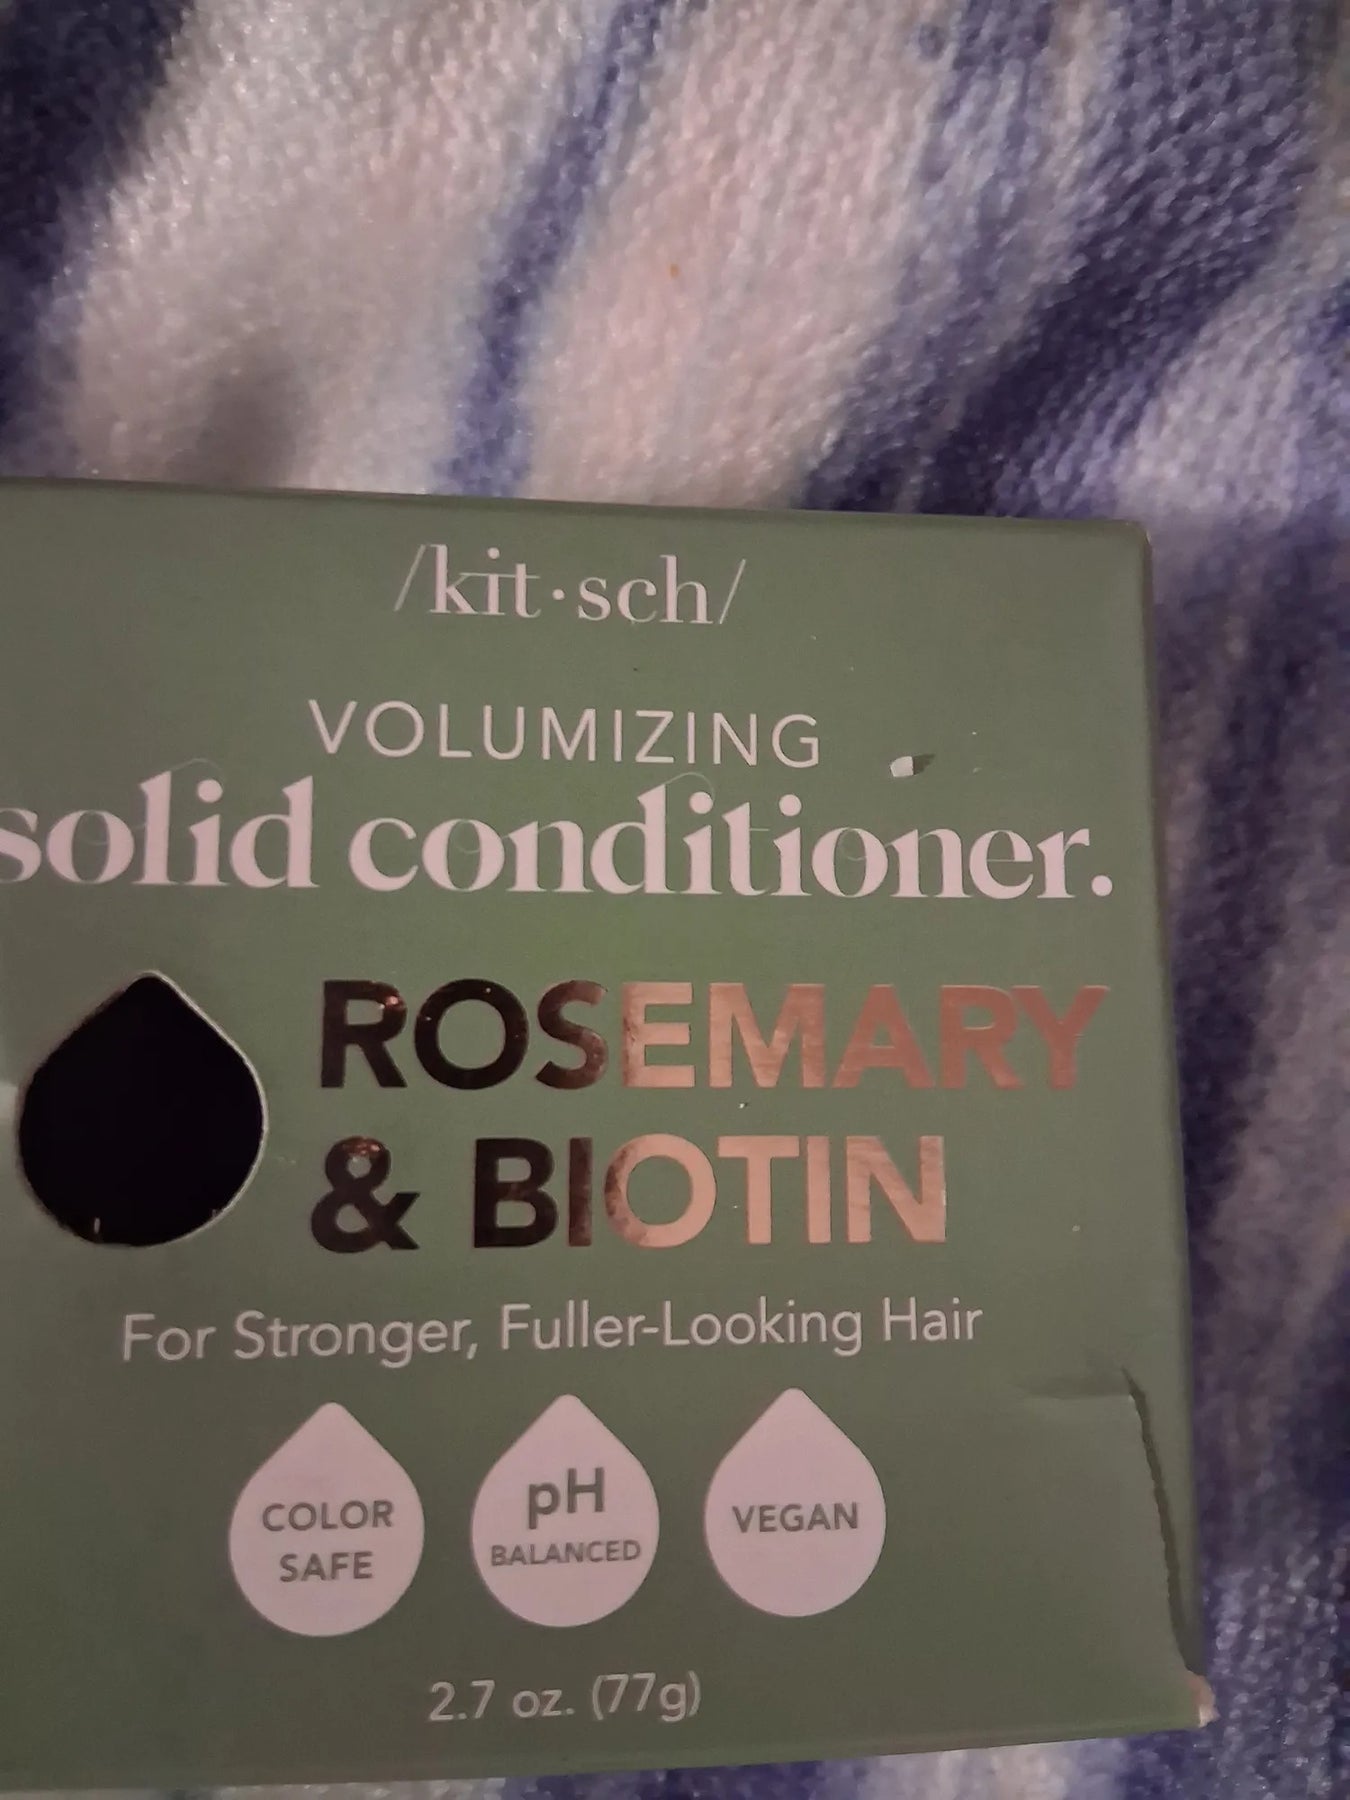 /kit·sch/
VOLUMIZING
solid conditioner.
ROSEMARY
& BIOTIN
For Stronger, Fuller-Looking Hair
COLOR
SAFE
pH
BALANCED
VEGAN
2.7 oz. (77g)